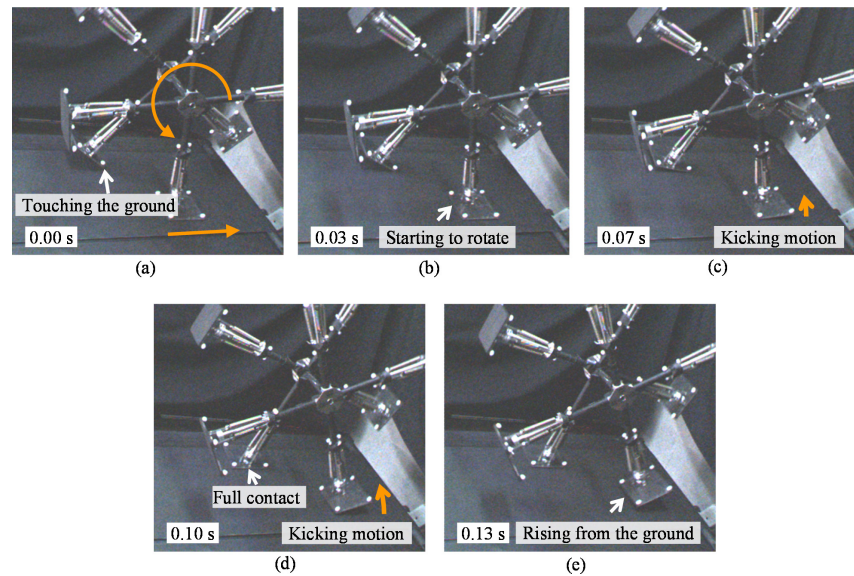 Touching the ground
0.00 s
(a)
Starting to rotate
0.03 s
(b)
Kicking motion
0.07 s
(c)
Full contact
Kicking motion
0.10 s
(d)
Rising from the ground
0.13 s
(e)